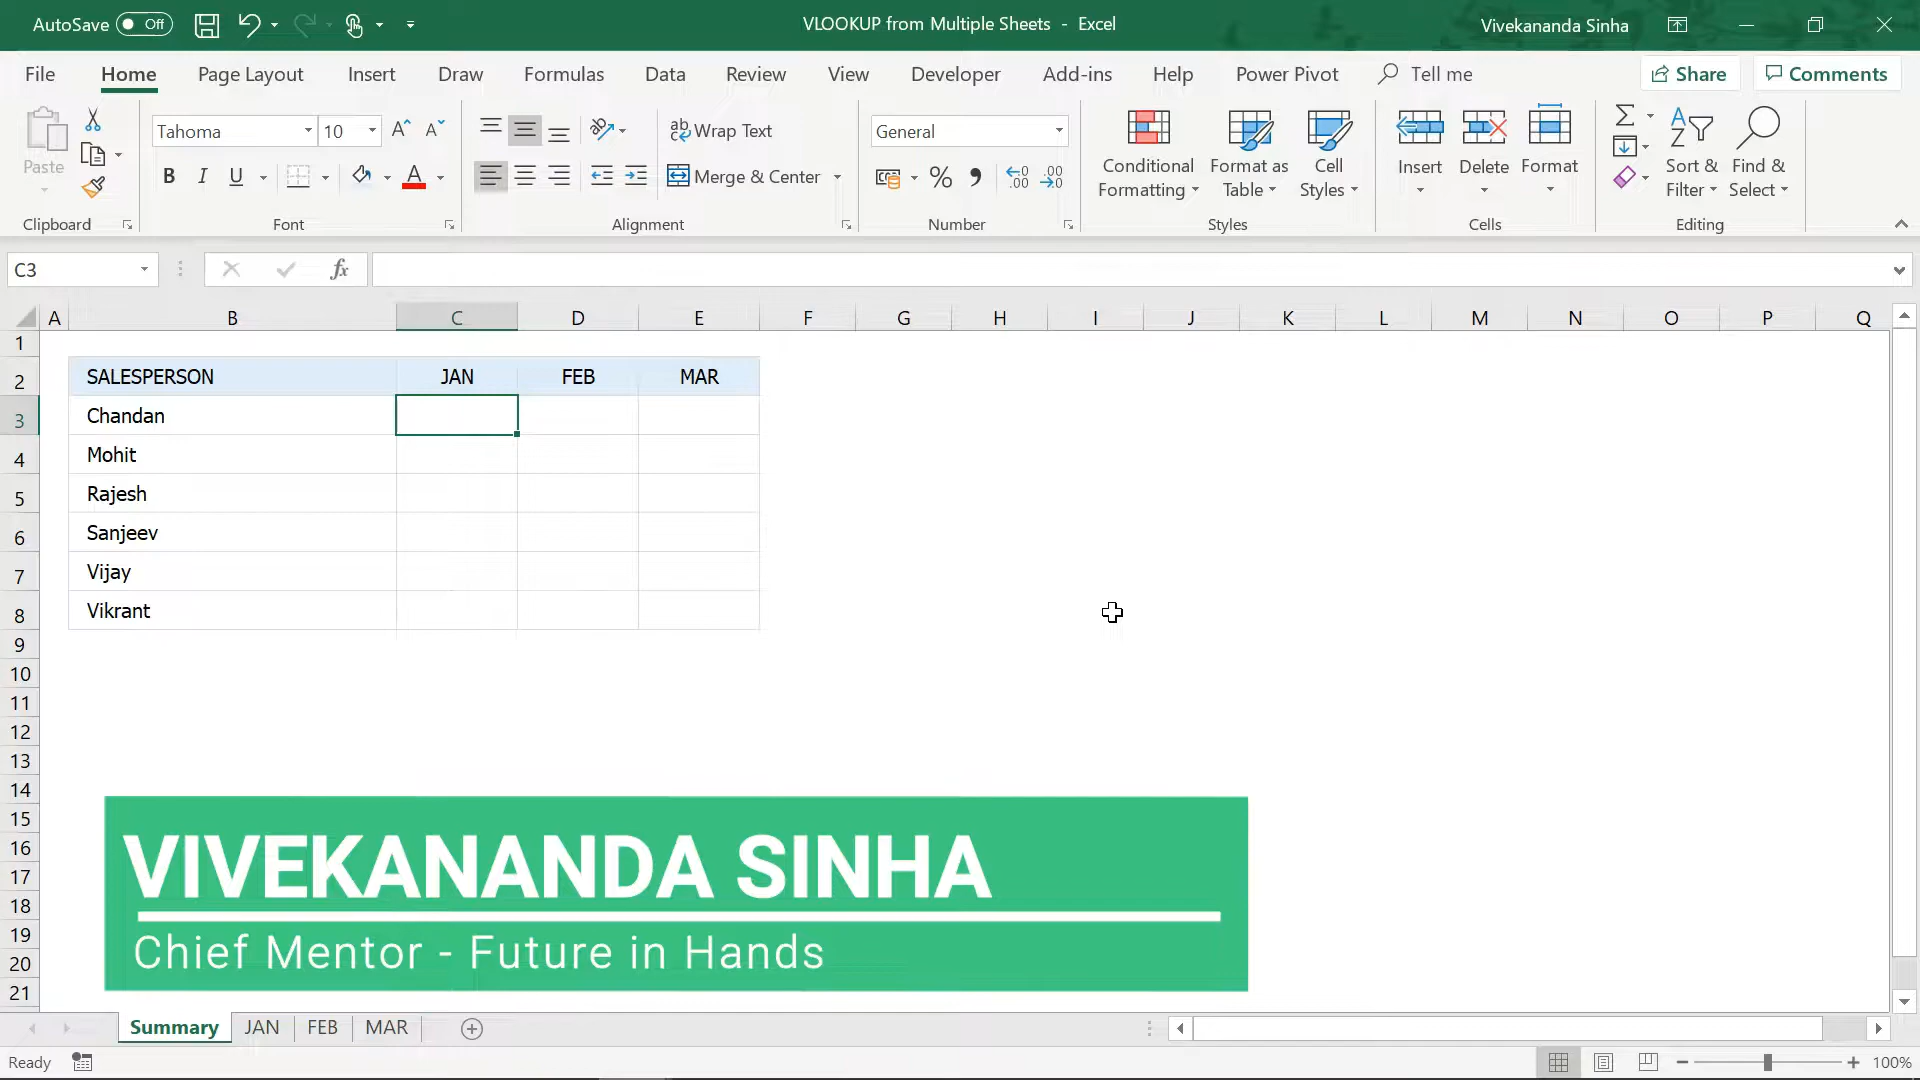 AutoSave Off
VLOOKUP from Multiple Sheets - Excel
Vivekananda Sinha
File Home Page Layout Insert Draw Formulas Data Review View Developer Add-ins Help Power Pivot Tell me Share Comments
Paste
Clipboard
Tahoma 10
B I U A
Font
ab Wrap Text
Merge & Center
Alignment
General
% .00 .00
Number
Conditional Formatting
Format as Table
Cell Styles
Styles
Insert Delete Format
Cells
Sort & Filter
Find & Select
Editing
C3 fx
A B C D E F G H I J K L M N O P Q
1
2 SALESPERSON JAN FEB MAR
3 Chandan
4 Mohit
5 Rajesh
6 Sanjeev
7 Vijay
8 Vikrant
9
10
11
12
13
14
15
16
17
18
19
20
21
VIVEKANANDA SINHA
Chief Mentor - Future in Hands
Summary JAN FEB MAR
Ready 100%